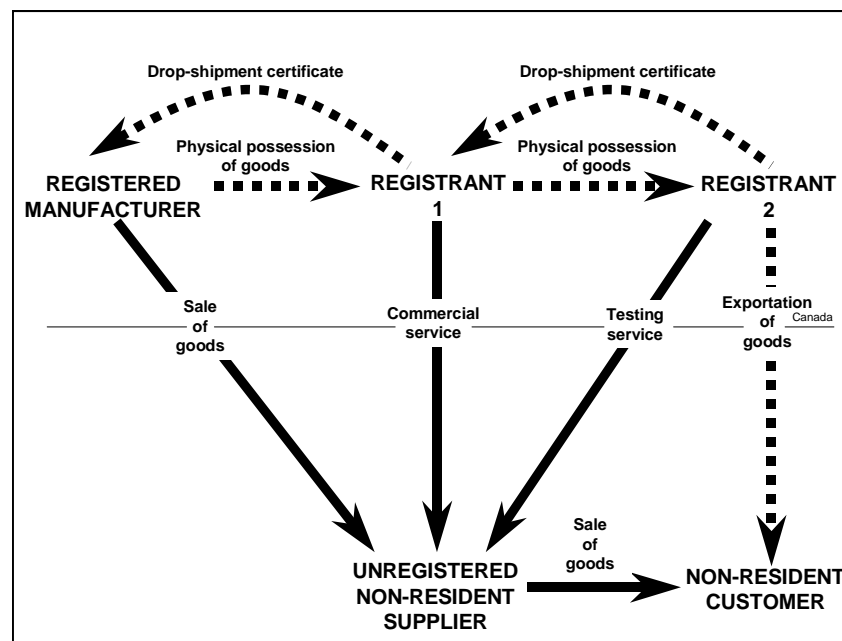 Drop-shipment certificate
Drop-shipment certificate
Physical possession
of goods
Physical possession
of goods
REGISTERED
MANUFACTURER
REGISTRANT
1
REGISTRANT
2
Sale
of
goods
Commercial
service
Testing
service
Exportation
of
goods
Canada
Sale
of
goods
UNREGISTERED
NON-RESIDENT
SUPPLIER
NON-RESIDENT
CUSTOMER